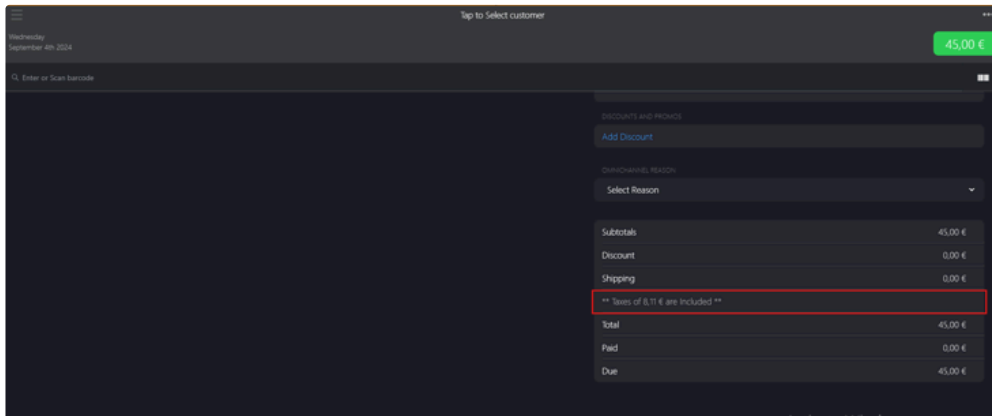 Tap to Select customer
Wednesday
September 4th 2024
45,00 €
Enter or Scan barcode
DISCOUNTS AND PROMOS
Add Discount
OMNICHANNEL REASON
Select Reason
Subtotals 45,00 €
Discount 0,00 €
Shipping 0,00 €
** Taxes of 8,11 € are Included **
Total 45,00 €
Paid 0,00 €
Due 45,00 €